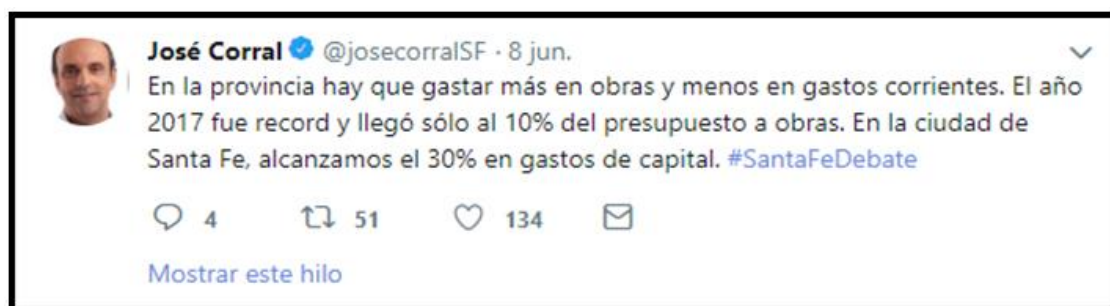 José Corral @josecorralSF · 8 jun.
En la provincia hay que gastar más en obras y menos en gastos corrientes. El año
2017 fue record y llegó sólo al 10% del presupuesto a obras. En la ciudad de
Santa Fe, alcanzamos el 30% en gastos de capital. #SantaFeDebate
4 51 134
Mostrar este hilo